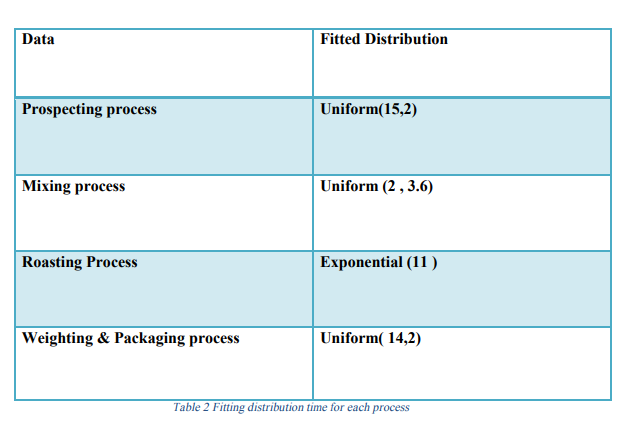 Data Fitted Distribution
Prospecting process Uniform(15,2)
Mixing process Uniform (2 , 3.6)
Roasting Process Exponential (11 )
Weighting & Packaging process Uniform( 14,2)
Table 2 Fitting distribution time for each process